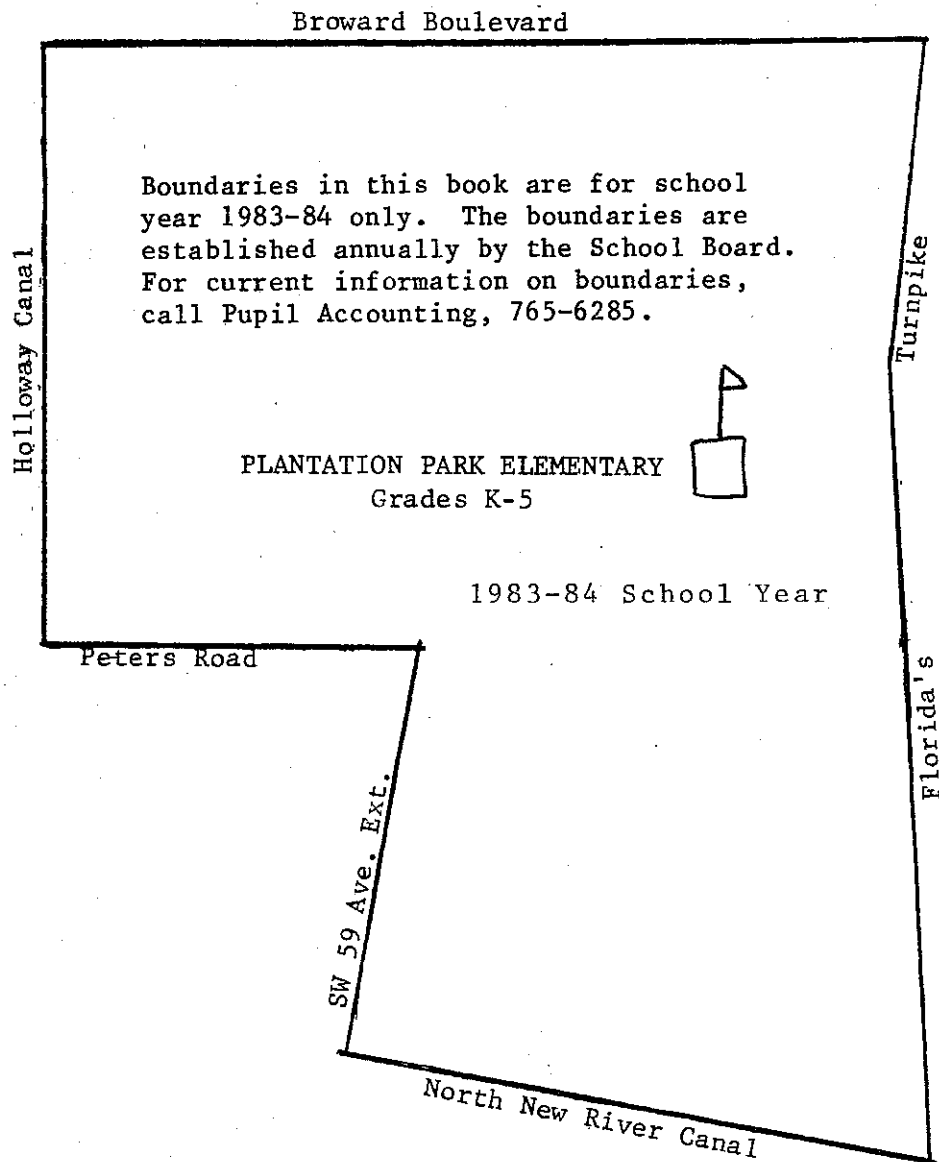 Broward Boulevard
Boundaries in this book are for school
year 1983-84 only. The boundaries are
established annually by the School Board.
For current information on boundaries,
call Pupil Accounting, 765-6285.
Holloway Canal
Turnpike
PLANTATION PARK ELEMENTARY
Grades K-5
1983-84 School Year
Peters Road
Florida's
SW 59 Ave. Ext.
North New River Canal